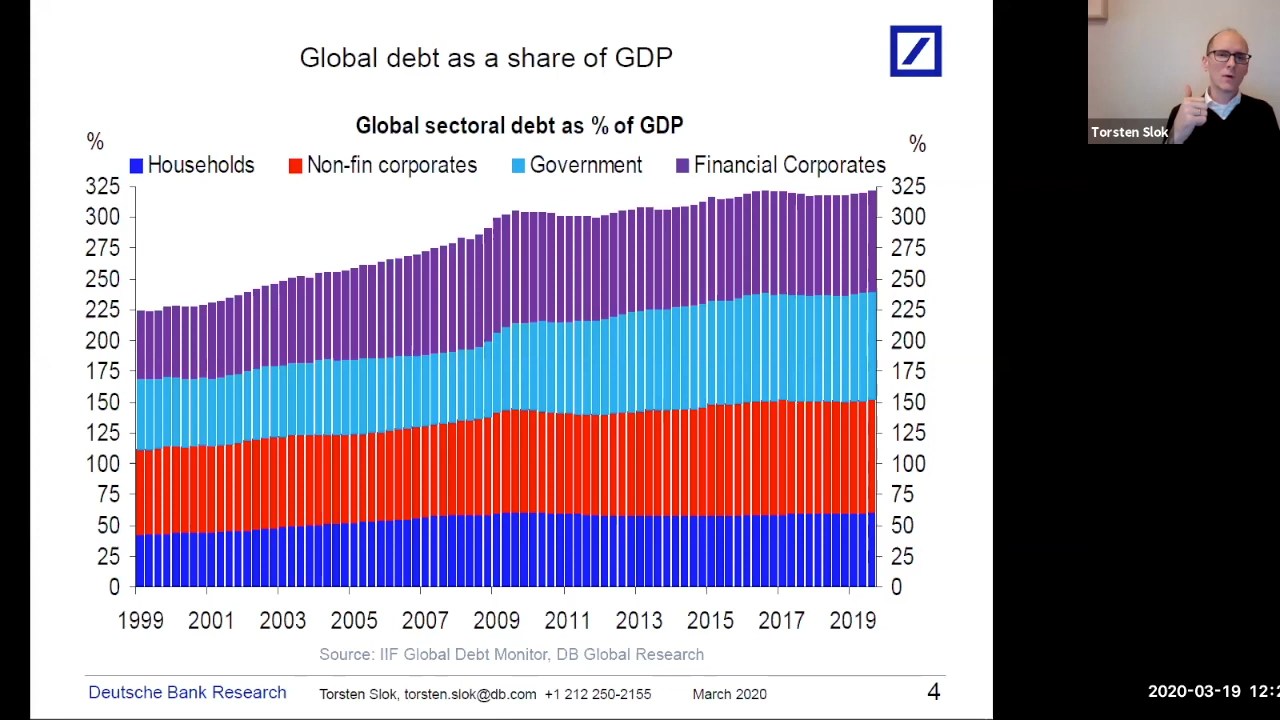 Global debt as a share of GDP
Global sectoral debt as % of GDP
% %
Households Non-fin corporates Government Financial Corporates
325 325
300 300
275 275
250 250
225 225
200 200
175 175
150 150
125 125
100 100
75 75
50 50
25 25
0 0
1999 2001 2003 2005 2007 2009 2011 2013 2015 2017 2019
Source: IIF Global Debt Monitor, DB Global Research
Deutsche Bank Research Torsten Slok, torsten.slok@db.com +1 212 250-2155 March 2020 4
Torsten Slok
2020-03-19 12:2